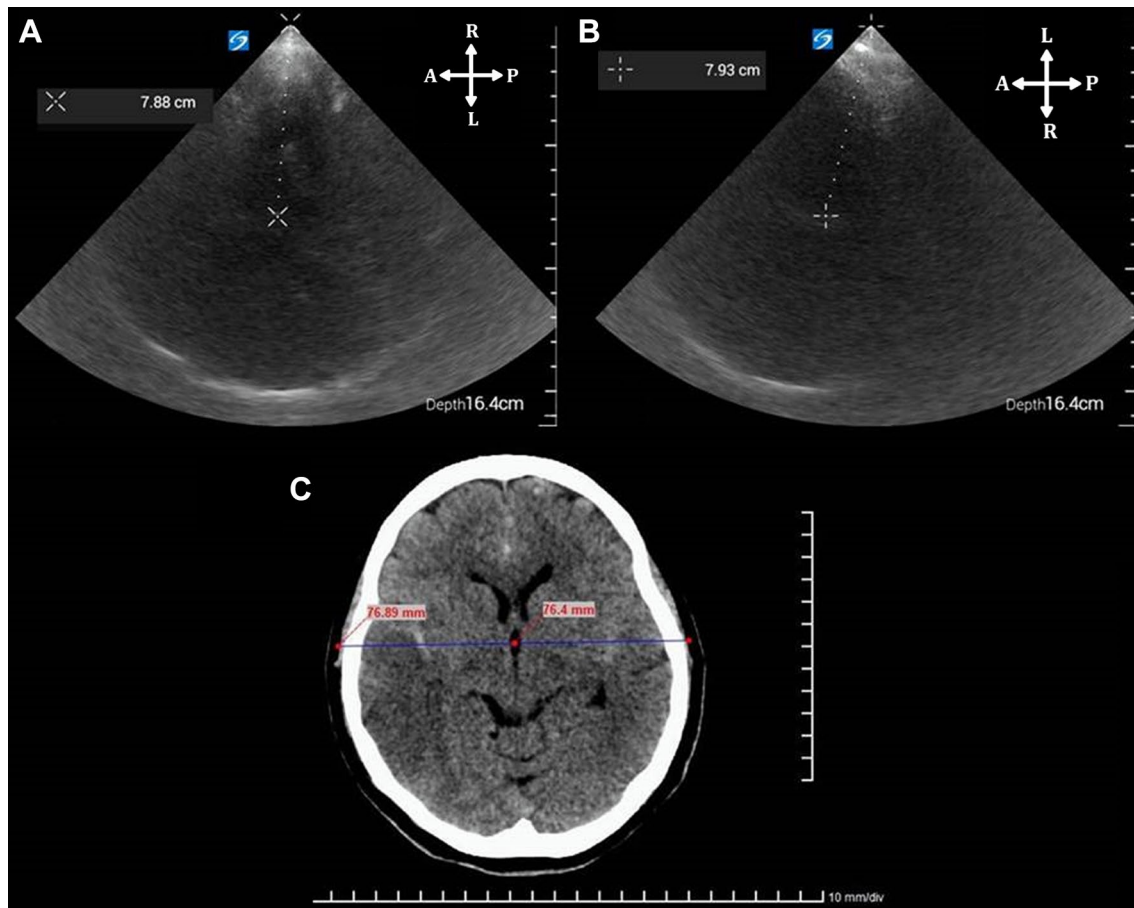 A
R
A P
L
7.88 cm
Depth16.4cm
B
L
A P
R
7.93 cm
Depth16.4cm
C
76.89 mm
76.4 mm
10 mm/div